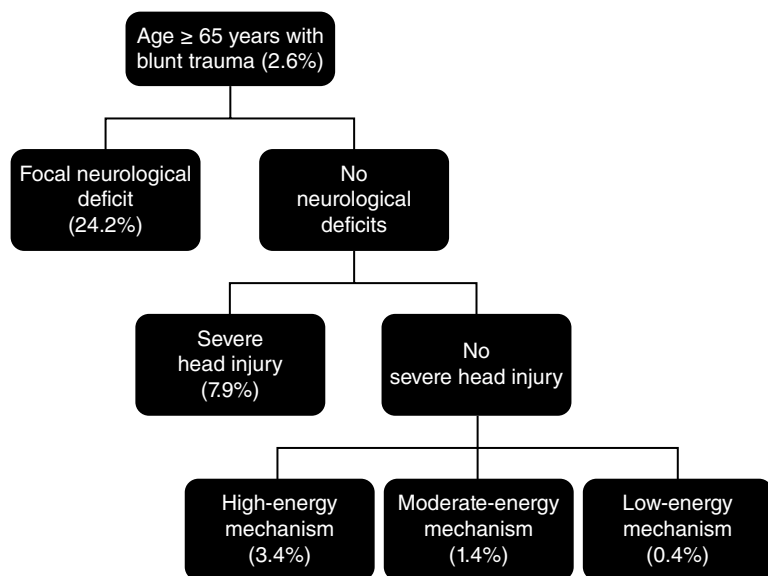 Age ≥ 65 years with
blunt trauma (2.6%)
Focal neurological
deficit
(24.2%)
No
neurological
deficits
Severe
head injury
(7.9%)
No
severe head injury
High-energy
mechanism
(3.4%)
Moderate-energy
mechanism
(1.4%)
Low-energy
mechanism
(0.4%)